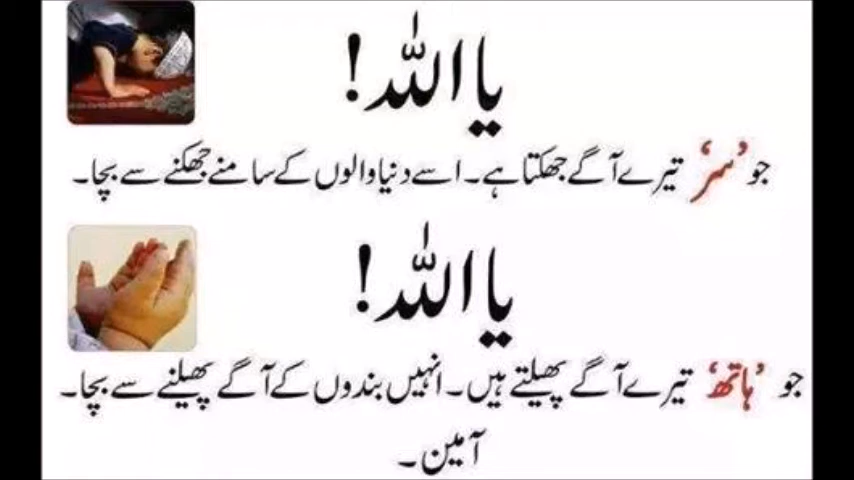 یا اللہ!
جو ’سر‘ تیرے آگے جھکتا ہے۔ اسے دنیا والوں کے سامنے جھکنے سے بچا۔
یا اللہ!
جو ’ہاتھ‘ تیرے آگے پھیلتے ہیں۔ انہیں بندوں کے آگے پھیلنے سے بچا۔
آمین۔